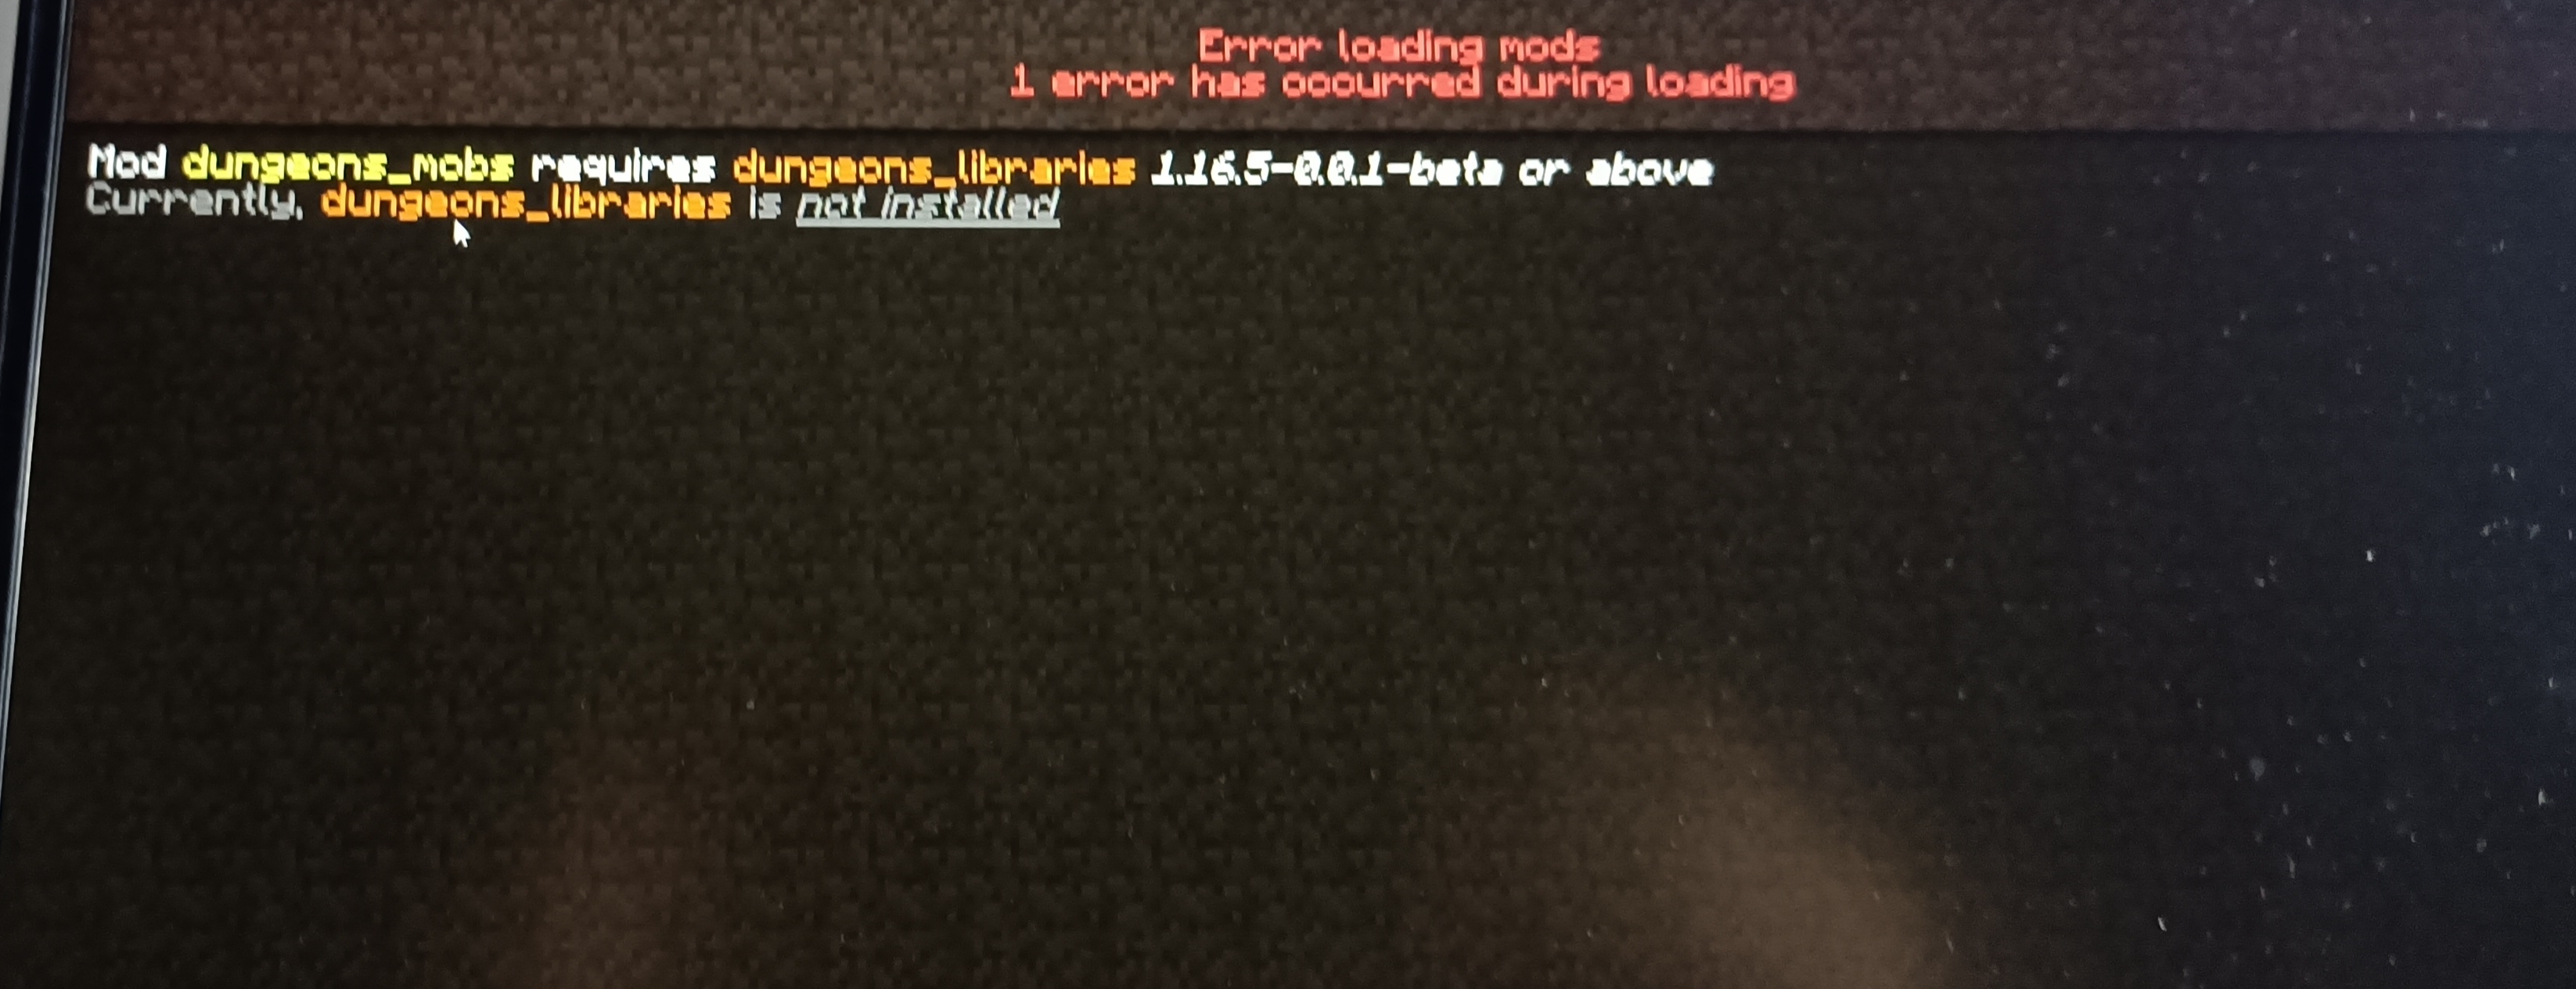 Error loading mods
1 error has occurred during loading
Mod dungeons_mobs requires dungeons_libraries 1.16.5-0.0.1-beta or above
Currently, dungeons_libraries is not installed